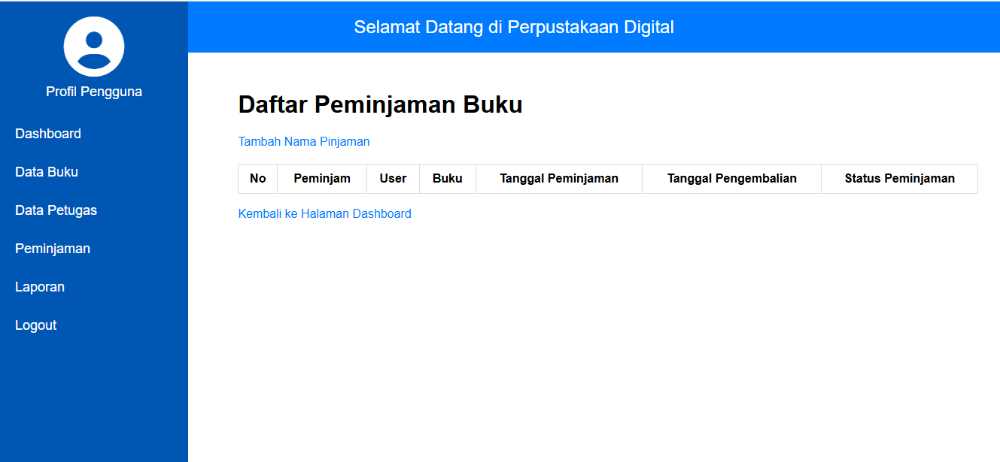 Selamat Datang di Perpustakaan Digital
Profil Pengguna
Dashboard
Data Buku
Data Petugas
Peminjaman
Laporan
Logout
Daftar Peminjaman Buku
Tambah Nama Pinjaman
No Peminjam User Buku Tanggal Peminjaman Tanggal Pengembalian Status Peminjaman
Kembali ke Halaman Dashboard